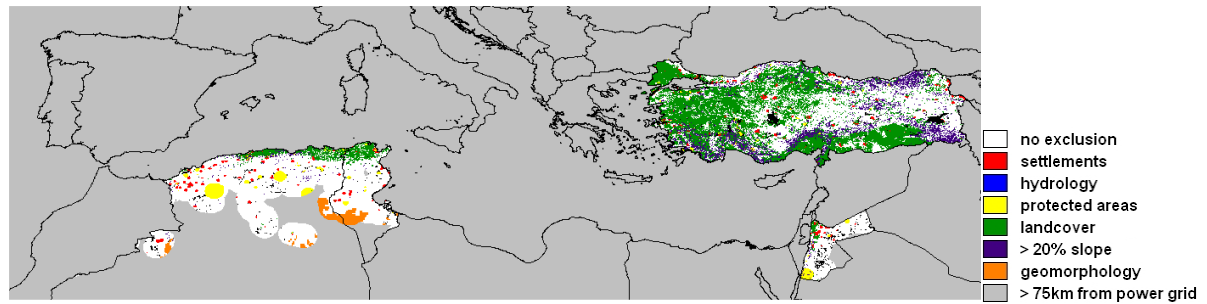 no exclusion
settlements
hydrology
protected areas
landcover
> 20% slope
geomorphology
> 75km from power grid